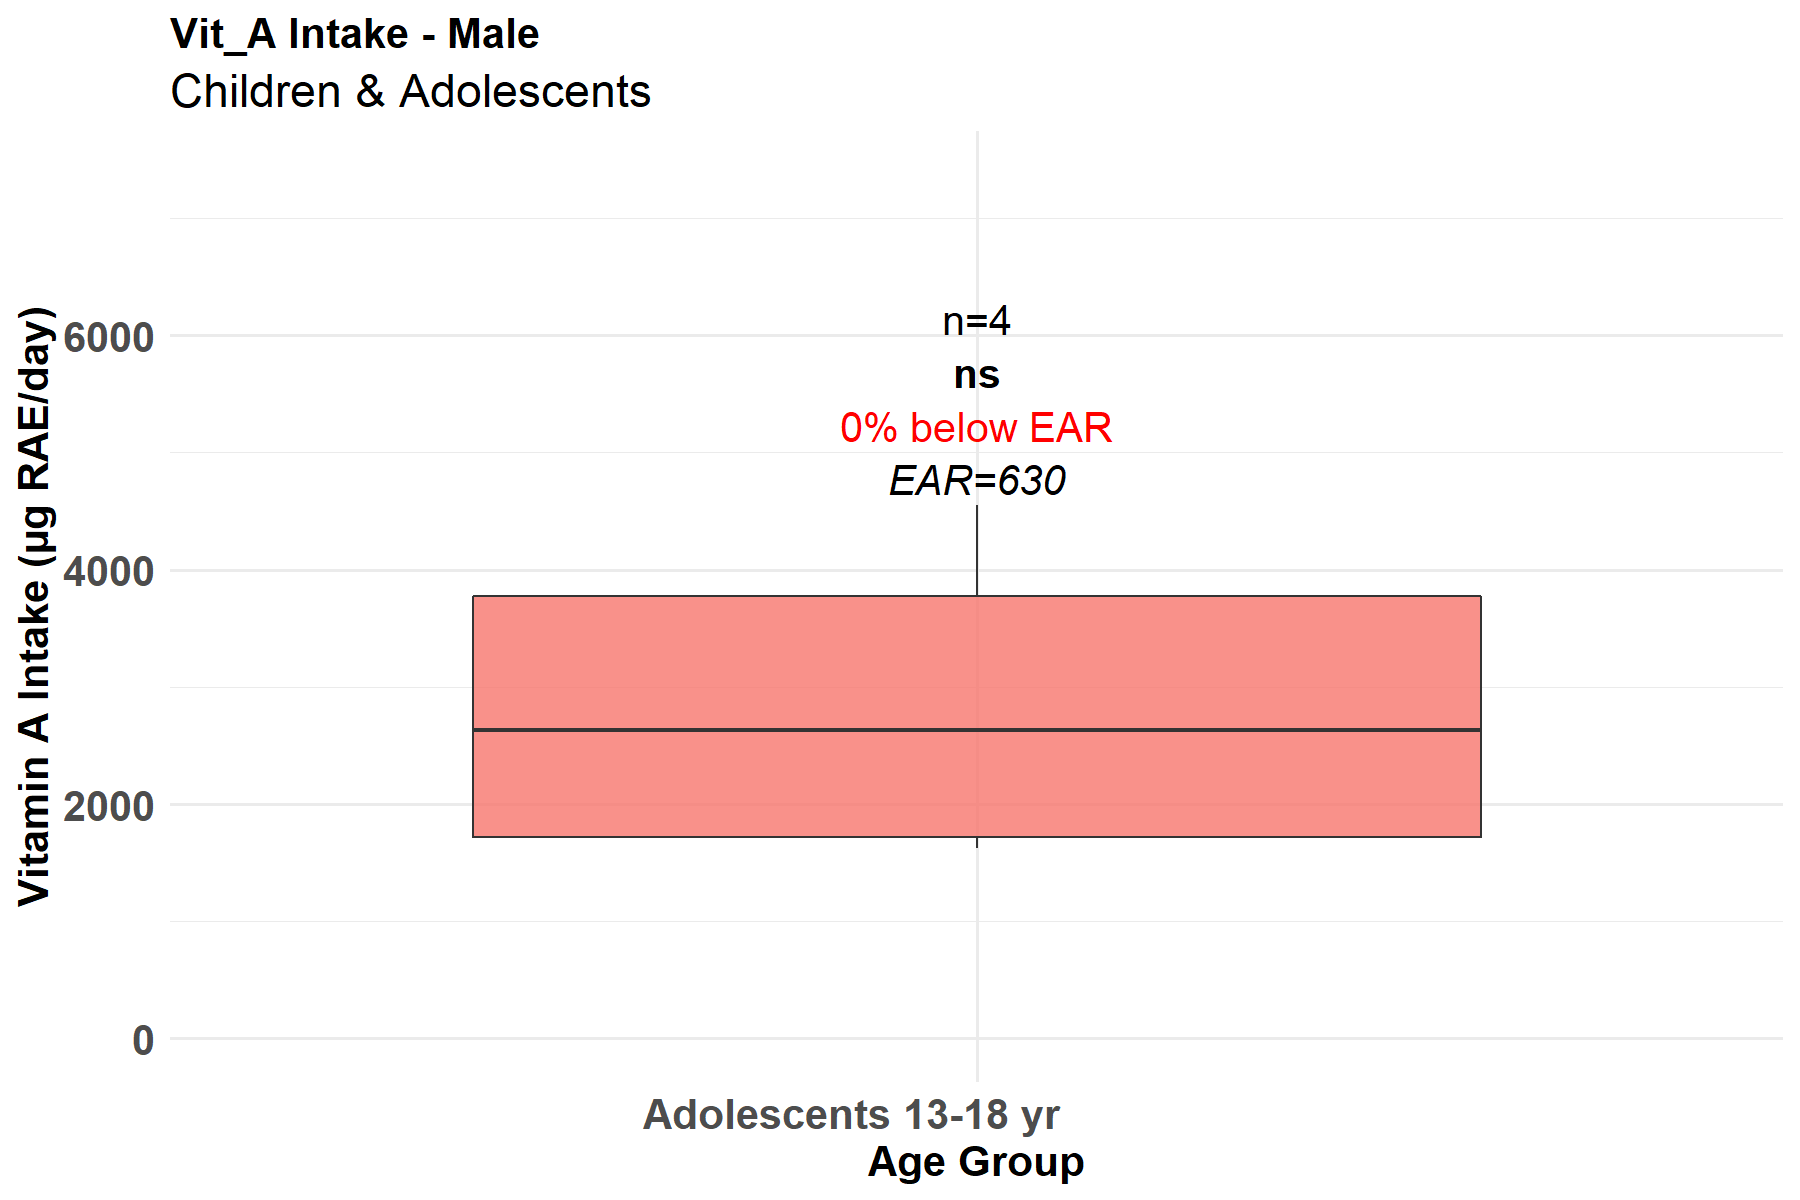 Vit_A Intake - Male
Children & Adolescents
Vitamin A Intake (µg RAE/day)
6000
4000
2000
0
n=4
ns
0% below EAR
EAR=630
Adolescents 13-18 yr
Age Group